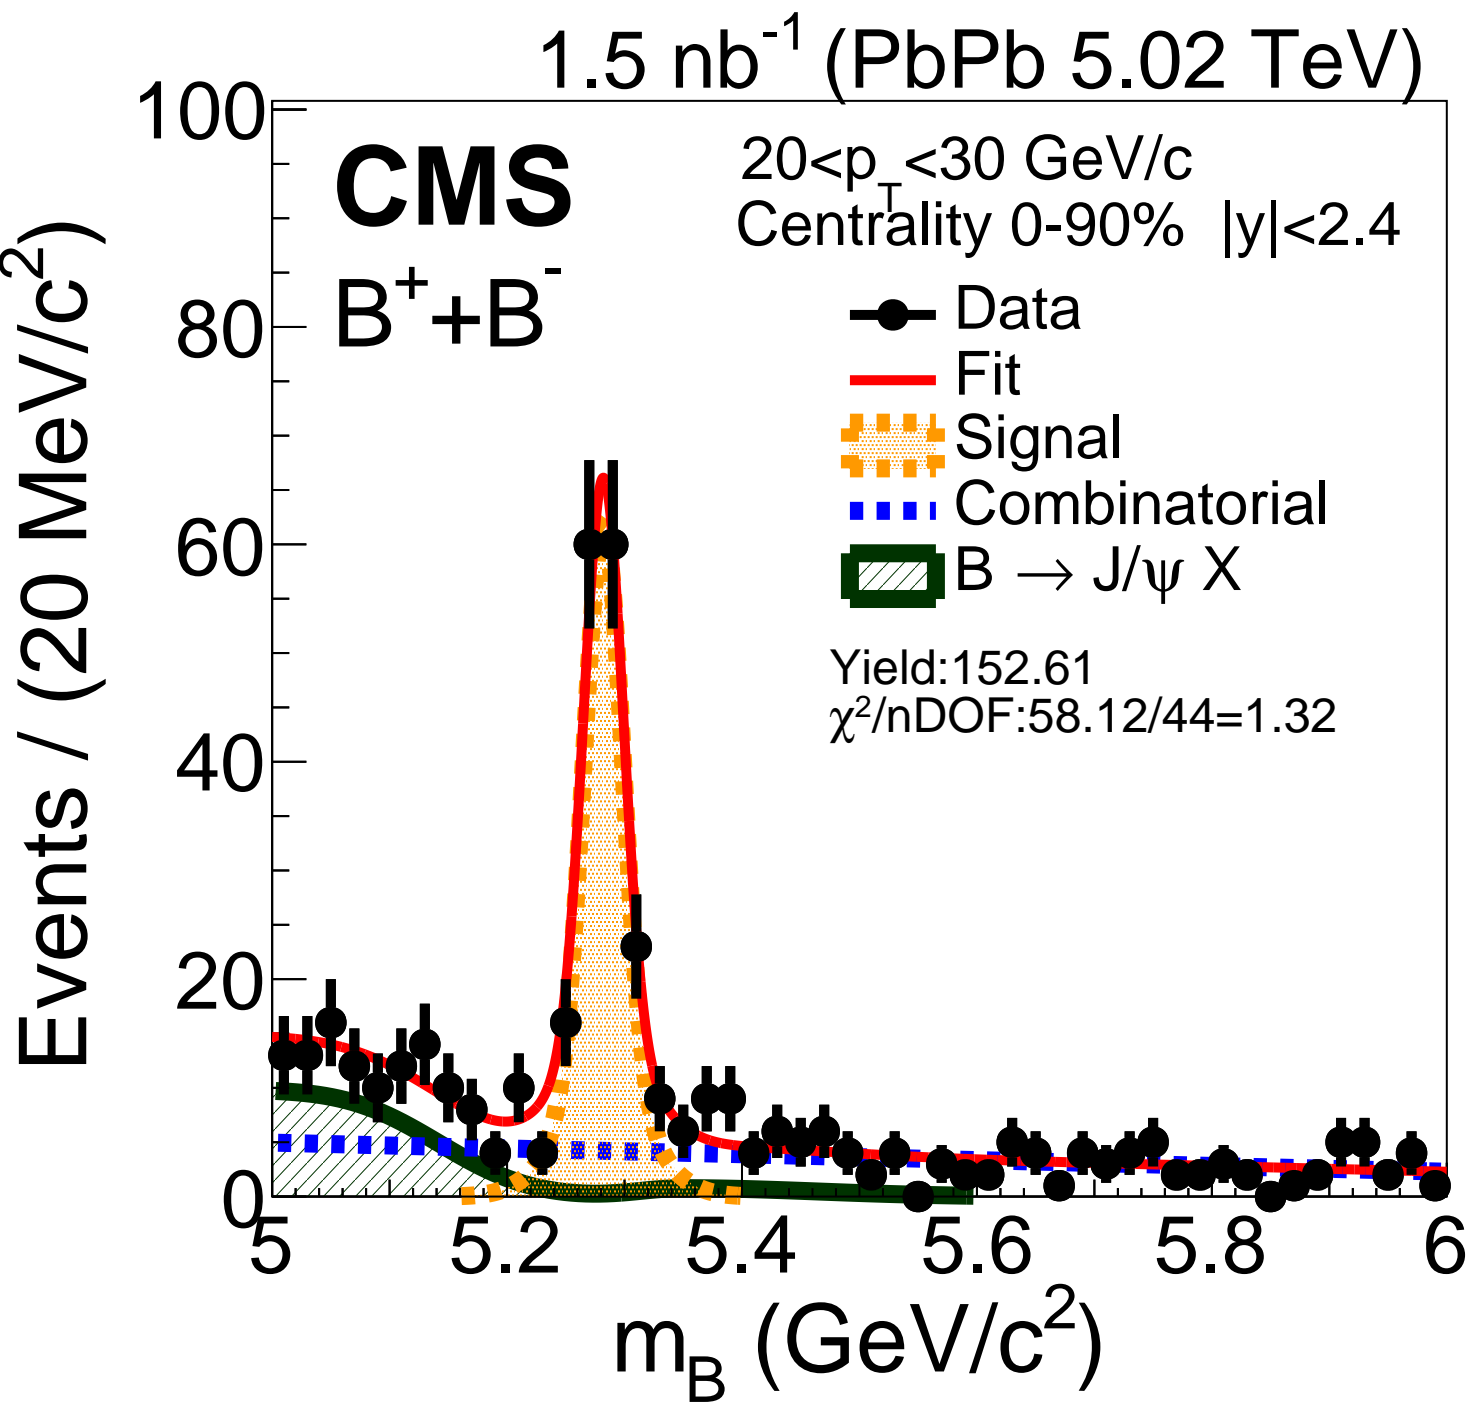 1.5 nb⁻¹ (PbPb 5.02 TeV)
CMS
B⁺+B⁻
20<p_T<30 GeV/c
Centrality 0-90% |y|<2.4
Data
Fit
Signal
Combinatorial
B → J/ψ X
Yield:152.61
χ²/nDOF:58.12/44=1.32
Events / (20 MeV/c²)
100
80
60
40
20
0
5 5.2 5.4 5.6 5.8 6
m_B (GeV/c²)